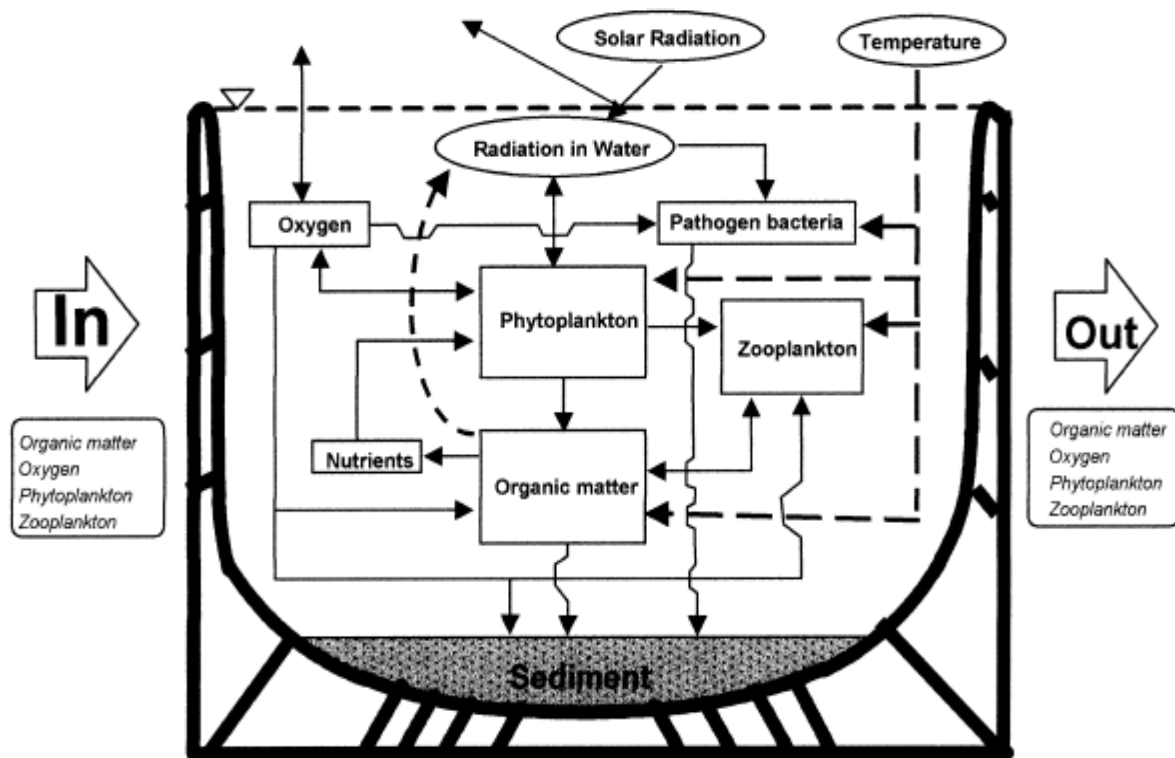 Solar Radiation
Temperature
Radiation in Water
Oxygen
Pathogen bacteria
Phytoplankton
Zooplankton
In
Out
Organic matter
Oxygen
Phytoplankton
Zooplankton
Nutrients
Organic matter
Organic matter
Oxygen
Phytoplankton
Zooplankton
Sediment